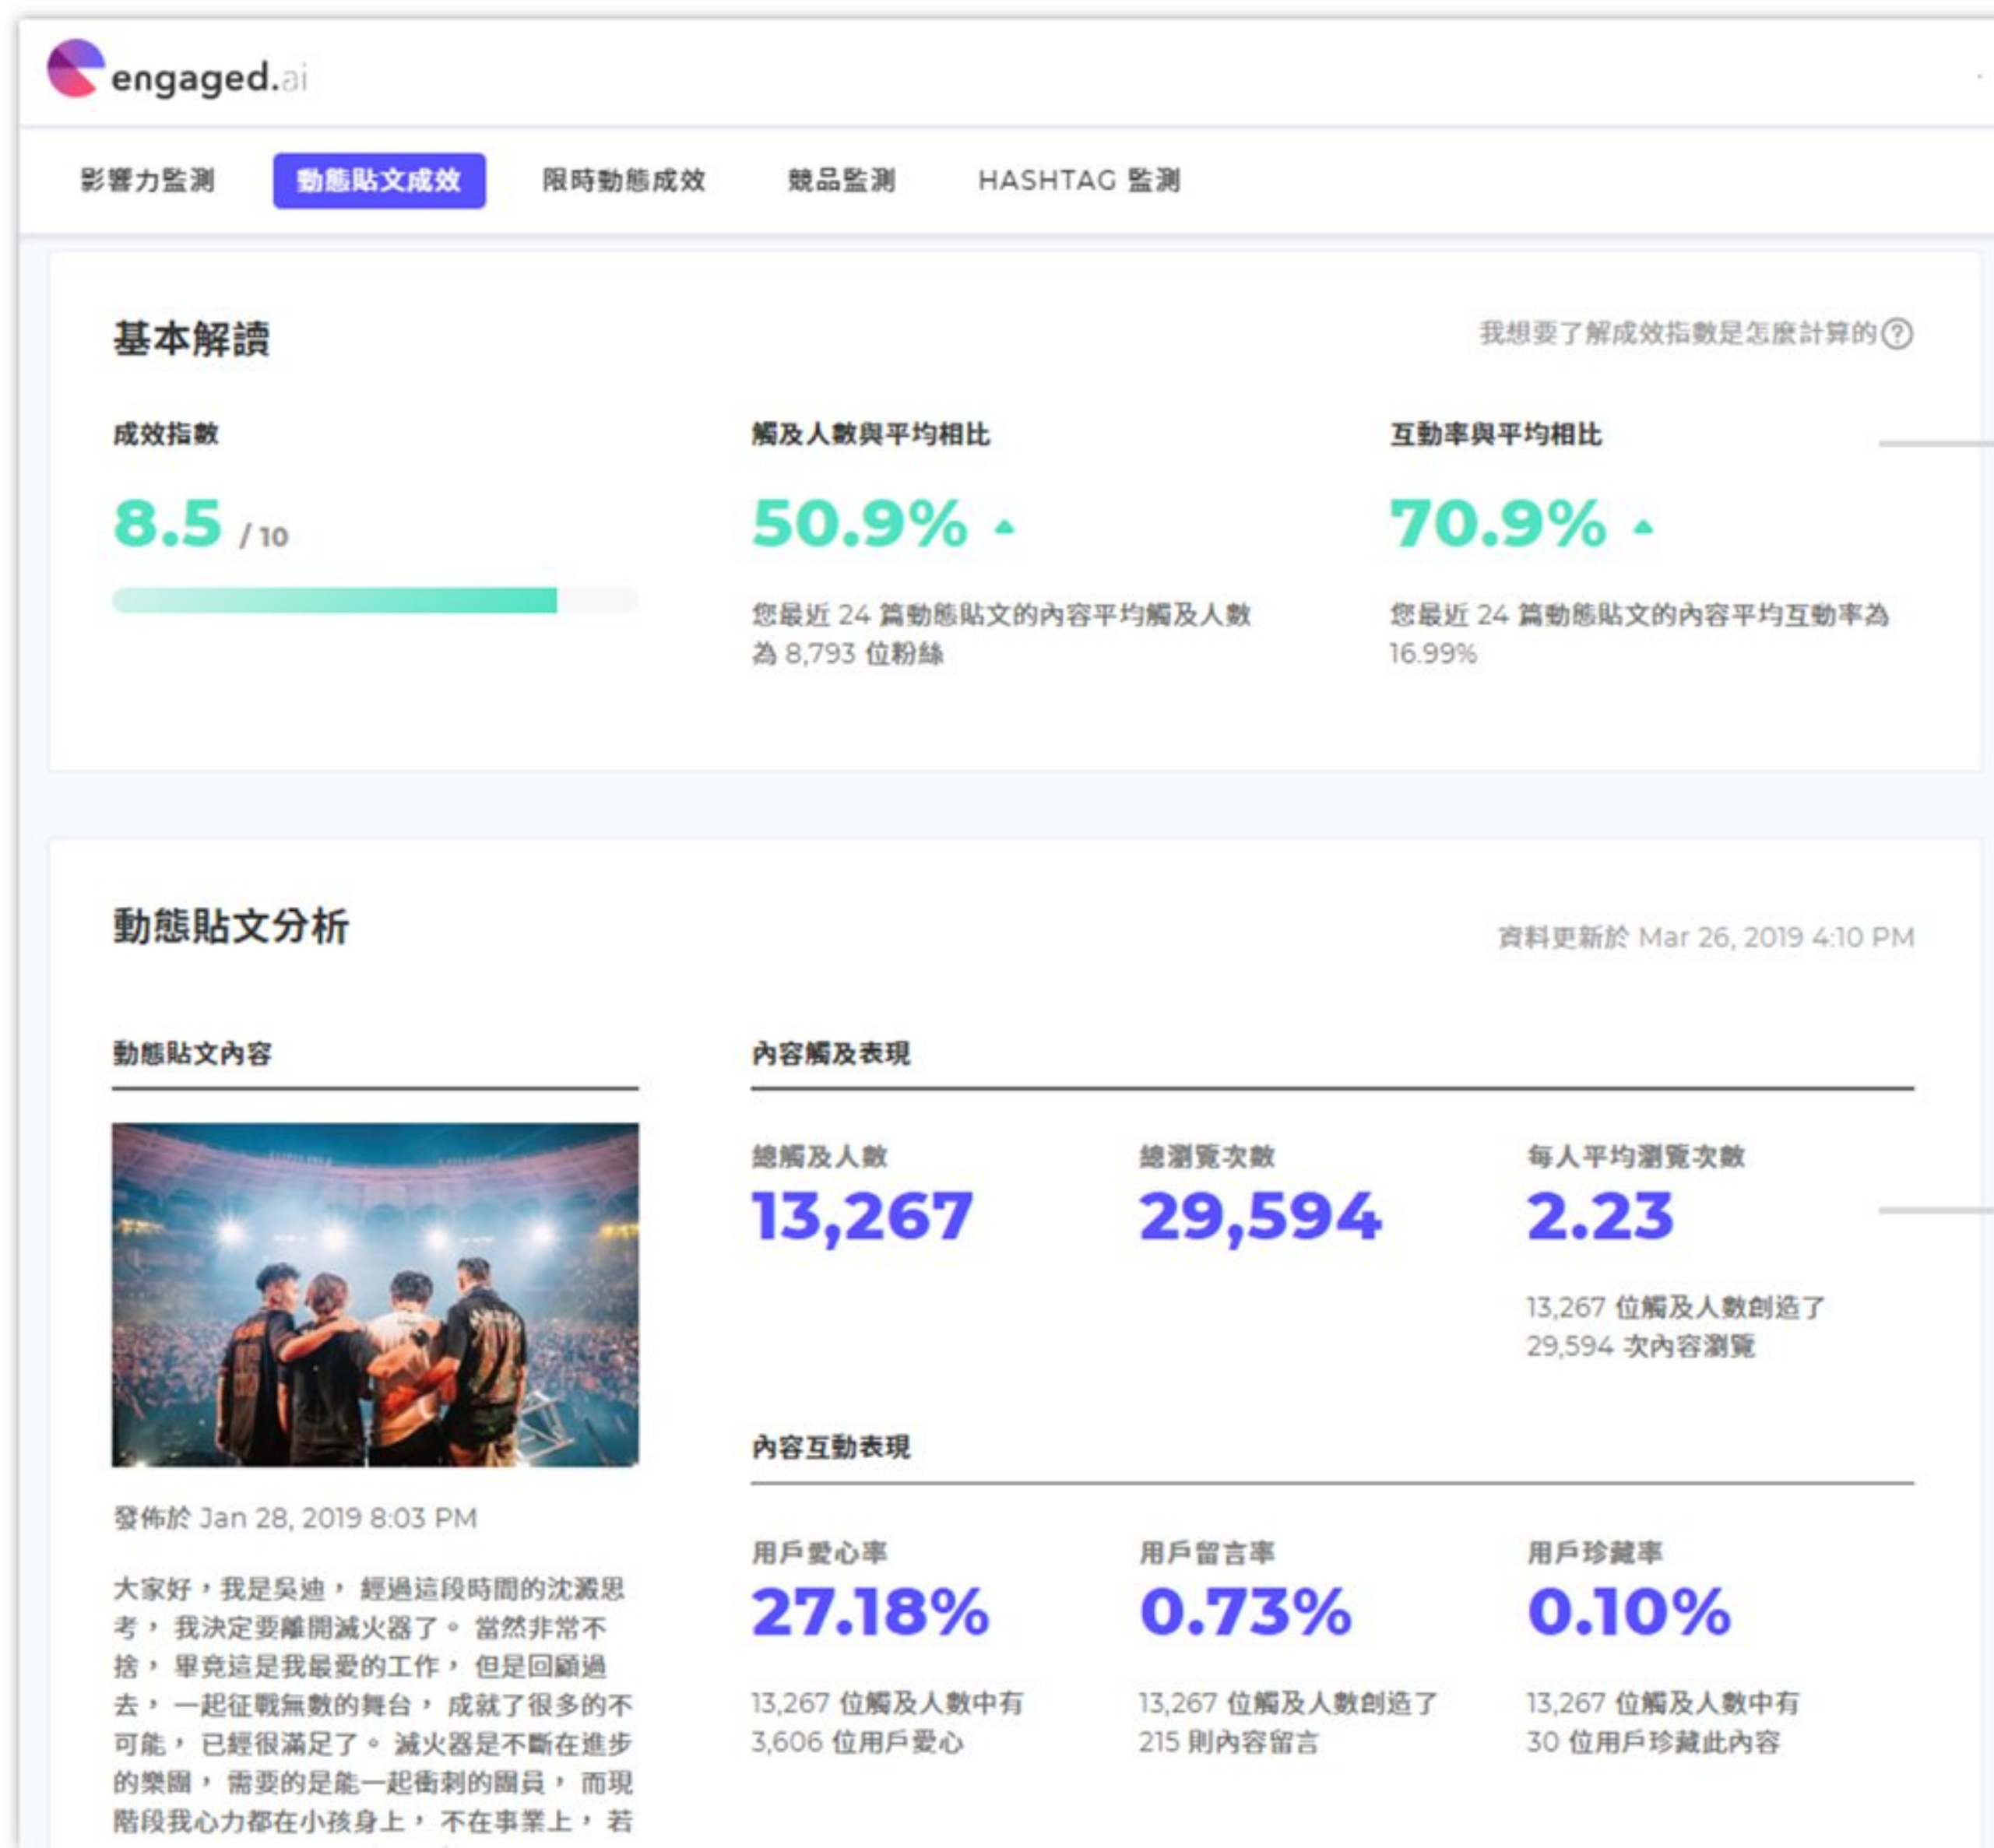 engaged.ai
影響力監測
動態貼文成效
限時動態成效
競品監測
HASHTAG 監測
基本解讀
我想要了解成效指數是怎麼計算的?
成效指數
8.5 / 10
觸及人數與平均相比
50.9%
您最近 24 篇動態貼文的內容平均觸及人數
為 8,793 位粉絲
互動率與平均相比
70.9%
您最近 24 篇動態貼文的內容平均互動率為
16.99%
動態貼文分析
資料更新於 Mar 26, 2019 4:10 PM
動態貼文內容
發佈於 Jan 28, 2019 8:03 PM
大家好,我是吳迪, 經過這段時間的沈澱思
考, 我決定要離開滅火器了。 當然非常不
捨, 畢竟這是我最愛的工作, 但是回顧過
去, 一起征戰無數的舞台, 成就了很多的不
可能, 已經很滿足了。 滅火器是不斷在進步
的樂團, 需要的是能一起衝刺的團員, 而現
階段我心力都在小孩身上, 不在事業上, 若
內容觸及表現
總觸及人數
13,267
總瀏覽次數
29,594
每人平均瀏覽次數
2.23
13,267 位觸及人數創造了
29,594 次內容瀏覽
內容互動表現
用戶愛心率
27.18%
13,267 位觸及人數中有
3,606 位用戶愛心
用戶留言率
0.73%
13,267 位觸及人數創造了
215 則內容留言
用戶珍藏率
0.10%
13,267 位觸及人數中有
30 位用戶珍藏此內容